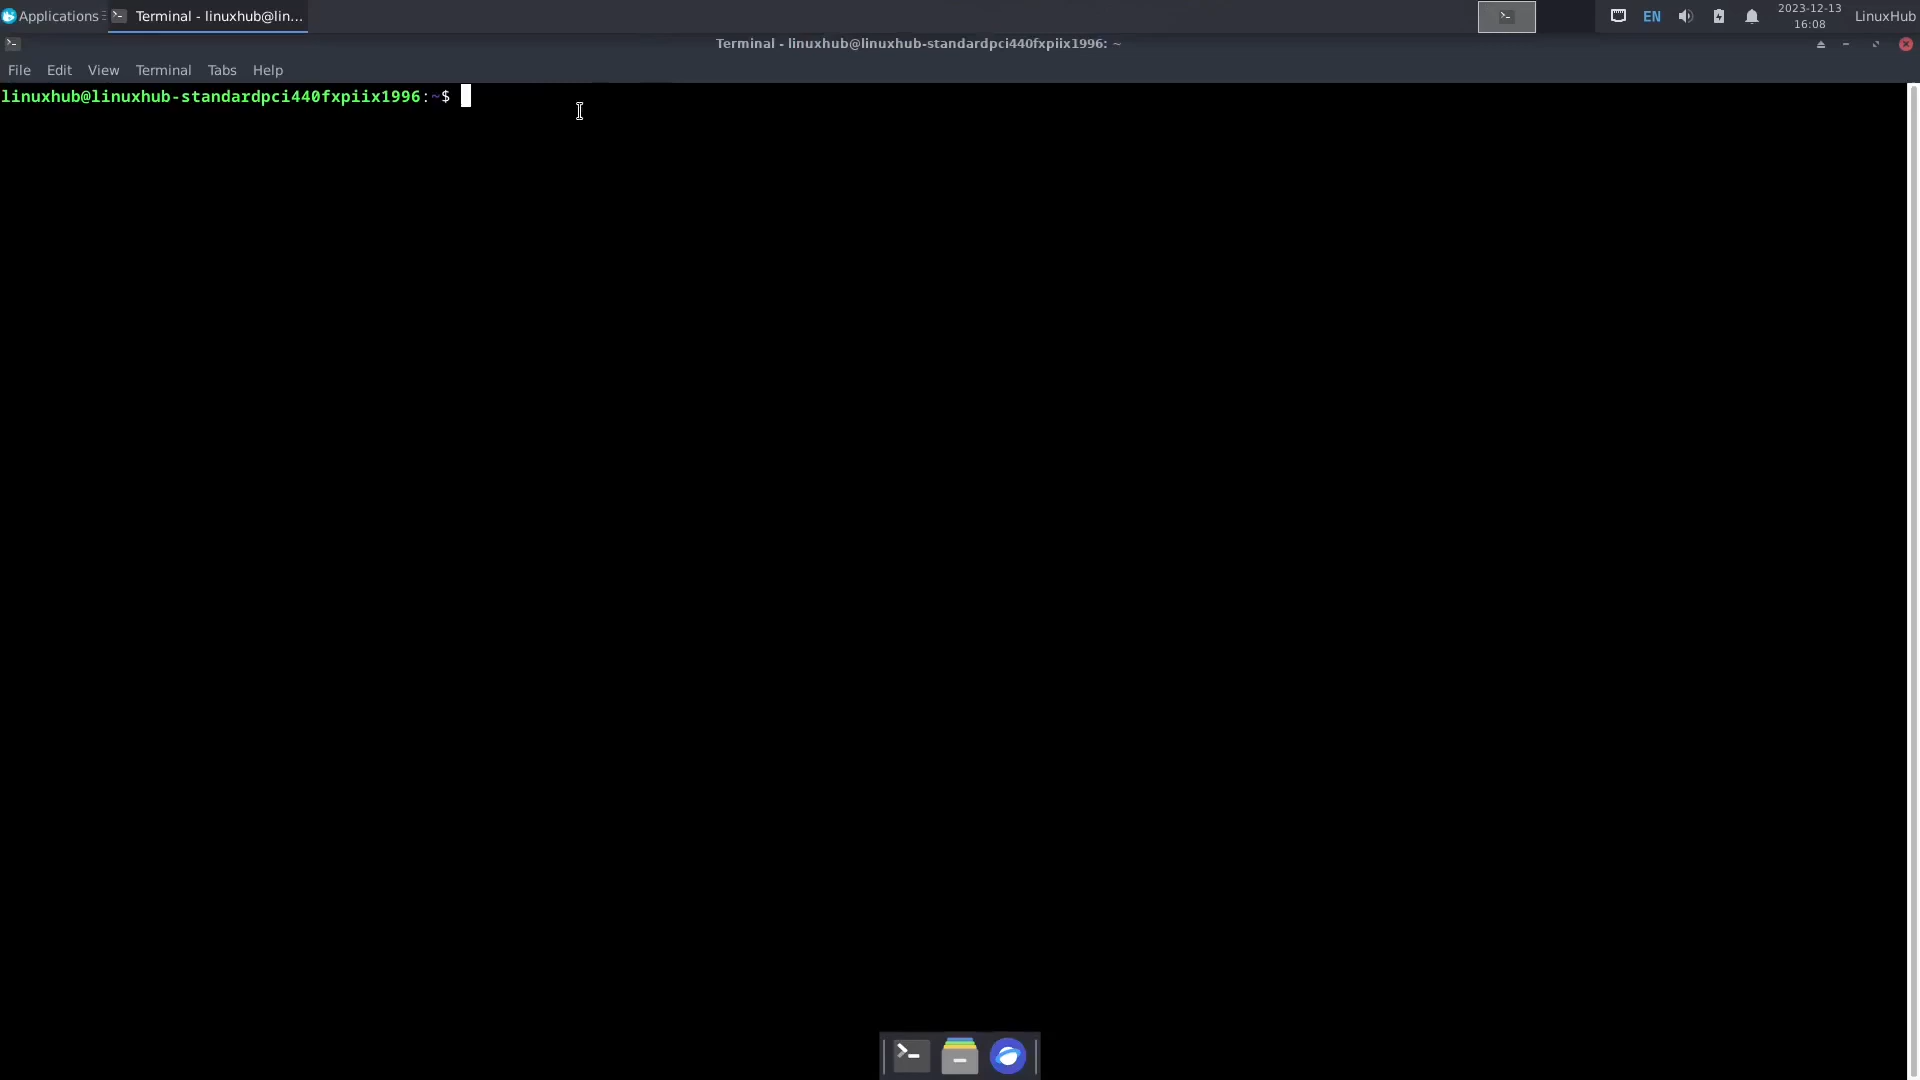 Applications
Terminal - linuxhub@lin...
EN
2023-12-13
16:08
LinuxHub
Terminal - linuxhub@linuxhub-standardpci440fxpiix1996: ~
File Edit View Terminal Tabs Help
linuxhub@linuxhub-standardpci440fxpiix1996:~$